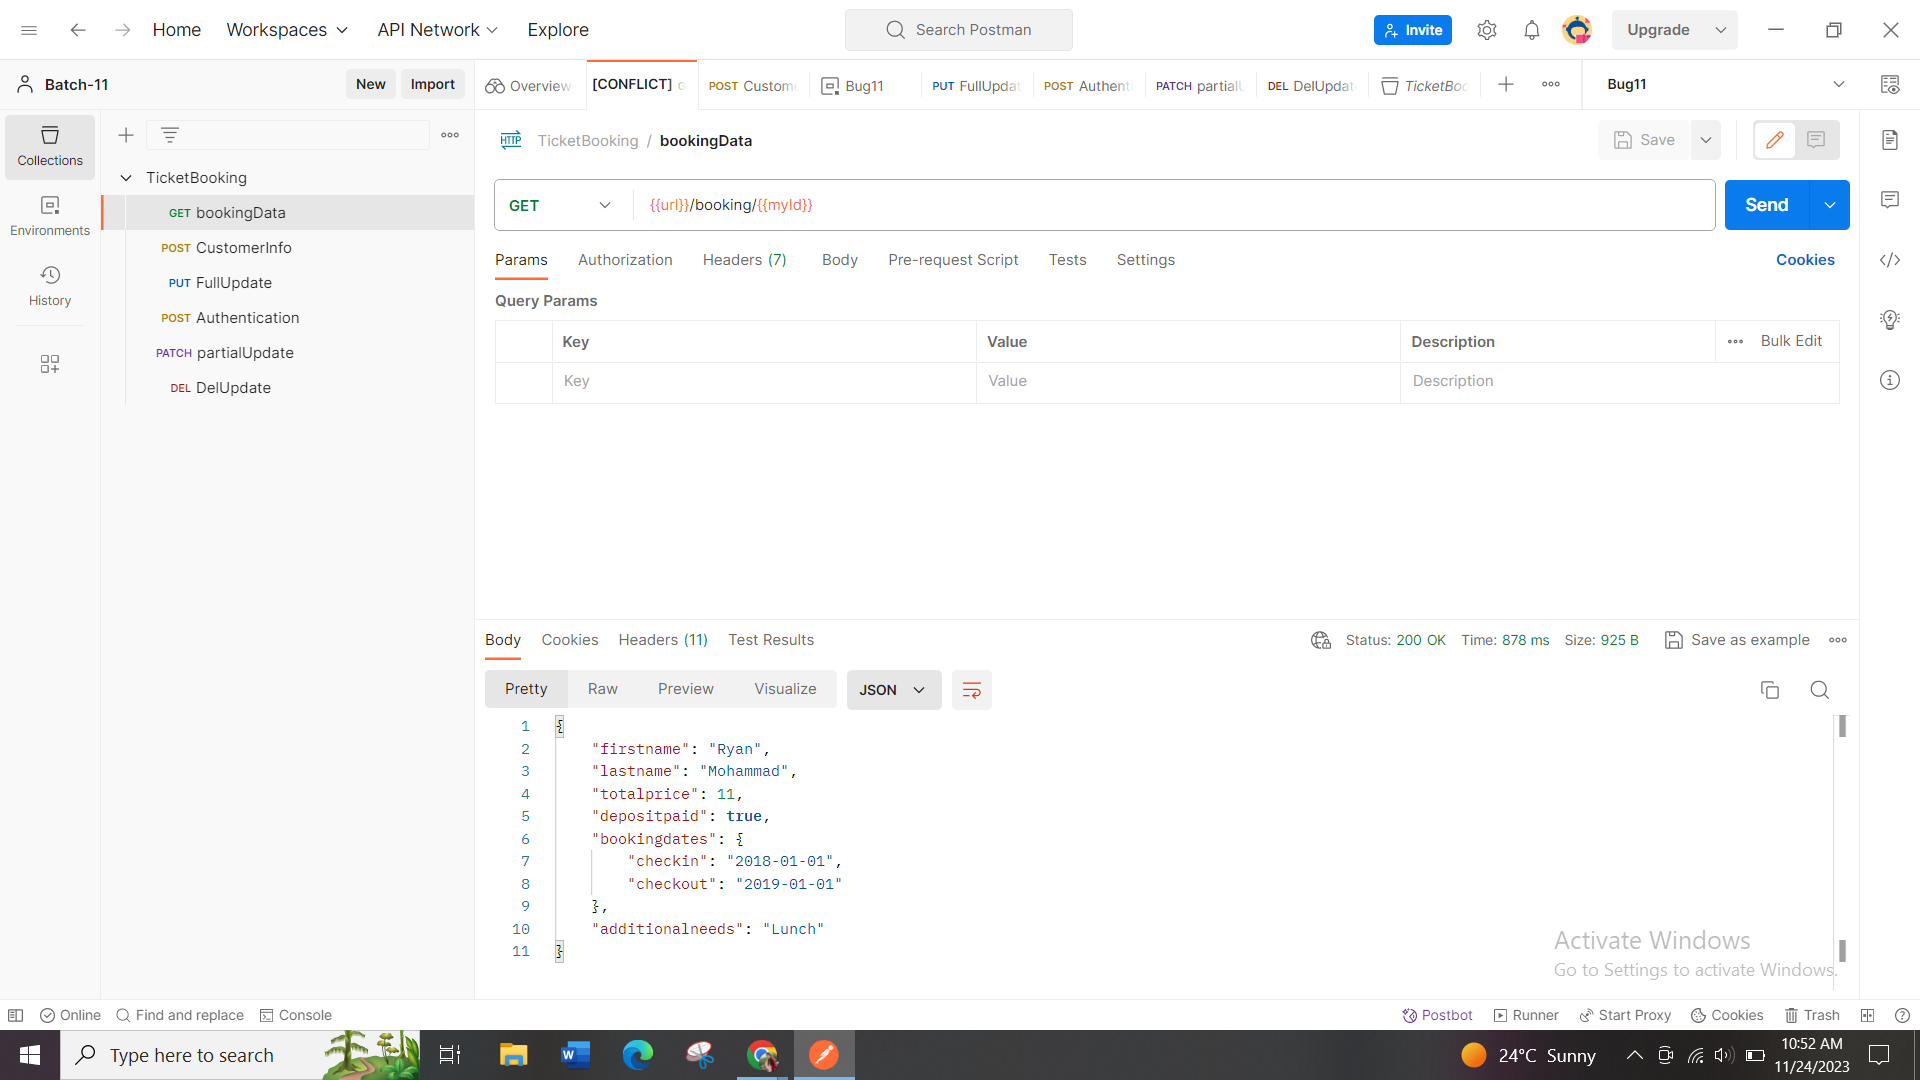 Home Workspaces API Network Explore Search Postman Invite Upgrade
Batch-11 New Import Overview [CONFLICT] G POST Custom Bug11 PUT FullUpdat POST Authent PATCH partialU DEL DelUpdat TicketBoo Bug11
Collections
Environments
History
TicketBooking
GET bookingData
POST CustomerInfo
PUT FullUpdate
POST Authentication
PATCH partialUpdate
DEL DelUpdate
HTTP TicketBooking / bookingData Save
GET {{url}}/booking/{{myId}} Send
Params Authorization Headers (7) Body Pre-request Script Tests Settings Cookies
Query Params
Key Value Description Bulk Edit
Key Value Description
Body Cookies Headers (11) Test Results Status: 200 OK Time: 878 ms Size: 925 B Save as example
Pretty Raw Preview Visualize JSON
1 {
2 "firstname": "Ryan",
3 "lastname": "Mohammad",
4 "totalprice": 11,
5 "depositpaid": true,
6 "bookingdates": {
7 "checkin": "2018-01-01",
8 "checkout": "2019-01-01"
9 },
10 "additionalneeds": "Lunch"
11 }
Activate Windows
Go to Settings to activate Windows.
Online Find and replace Console Postbot Runner Start Proxy Cookies Trash
Type here to search 24°C Sunny 10:52 AM
11/24/2023